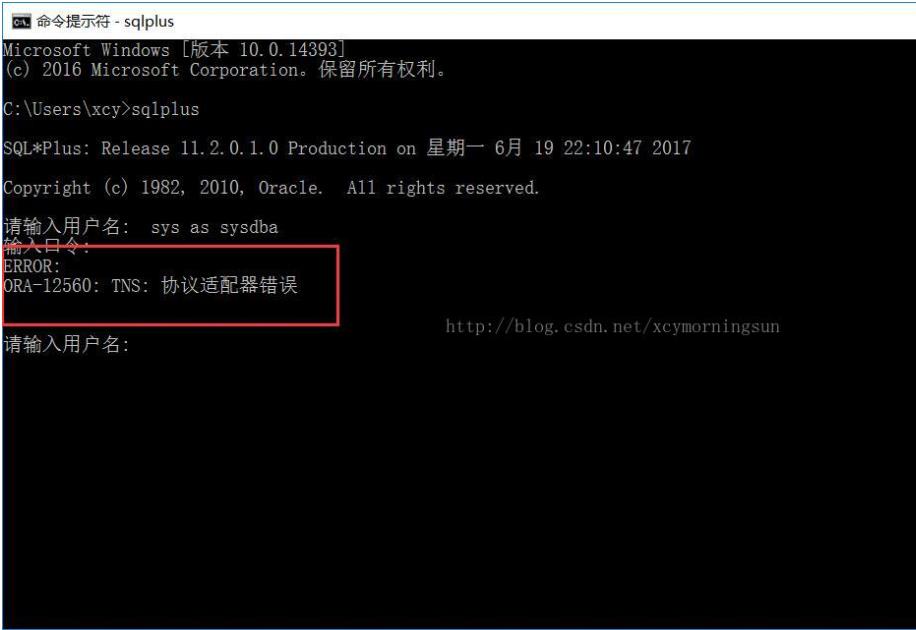 命令提示符 - sqlplus
Microsoft Windows [版本 10.0.14393]
(c) 2016 Microsoft Corporation。保留所有权利。
C:\Users\xcy>sqlplus
SQL*Plus: Release 11.2.0.1.0 Production on 星期一 6月 19 22:10:47 2017
Copyright (c) 1982, 2010, Oracle.  All rights reserved.
请输入用户名:  sys as sysdba
输入口令:
ERROR:
ORA-12560: TNS: 协议适配器错误
http://blog.csdn.net/xcymorningsun
请输入用户名: